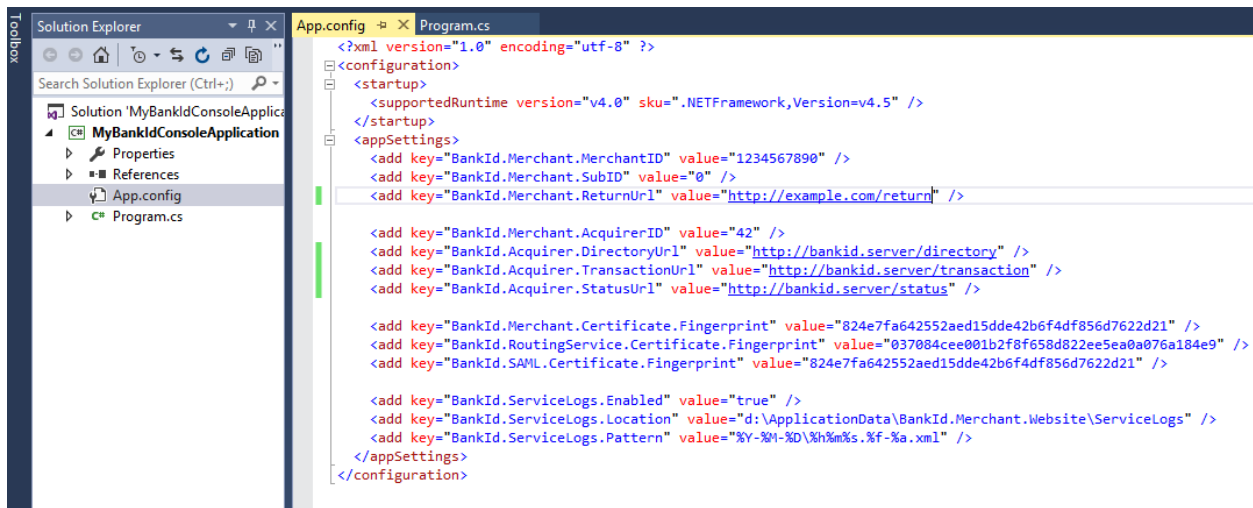 Toolbox
Solution Explorer
Search Solution Explorer (Ctrl+;)
Solution 'MyBankIdConsoleApplica
C# MyBankIdConsoleApplication
Properties
References
App.config
C# Program.cs
App.config Program.cs
<?xml version="1.0" encoding="utf-8" ?>
<configuration>
<startup>
<supportedRuntime version="v4.0" sku=".NETFramework,Version=v4.5" />
</startup>
<appSettings>
<add key="BankId.Merchant.MerchantID" value="1234567890" />
<add key="BankId.Merchant.SubID" value="0" />
<add key="BankId.Merchant.ReturnUrl" value="http://example.com/return" />
<add key="BankId.Merchant.AcquirerID" value="42" />
<add key="BankId.Acquirer.DirectoryUrl" value="http://bankid.server/directory" />
<add key="BankId.Acquirer.TransactionUrl" value="http://bankid.server/transaction" />
<add key="BankId.Acquirer.StatusUrl" value="http://bankid.server/status" />
<add key="BankId.Merchant.Certificate.Fingerprint" value="824e7fa642552aed15dde42b6f4df856d7622d21" />
<add key="BankId.RoutingService.Certificate.Fingerprint" value="037084cee001b2f8f658d822ee5ea0a076a184e9" />
<add key="BankId.SAML.Certificate.Fingerprint" value="824e7fa642552aed15dde42b6f4df856d7622d21" />
<add key="BankId.ServiceLogs.Enabled" value="true" />
<add key="BankId.ServiceLogs.Location" value="d:\ApplicationData\BankId.Merchant.Website\ServiceLogs" />
<add key="BankId.ServiceLogs.Pattern" value="%Y-%M-%D\%h%m%s.%f-%a.xml" />
</appSettings>
</configuration>